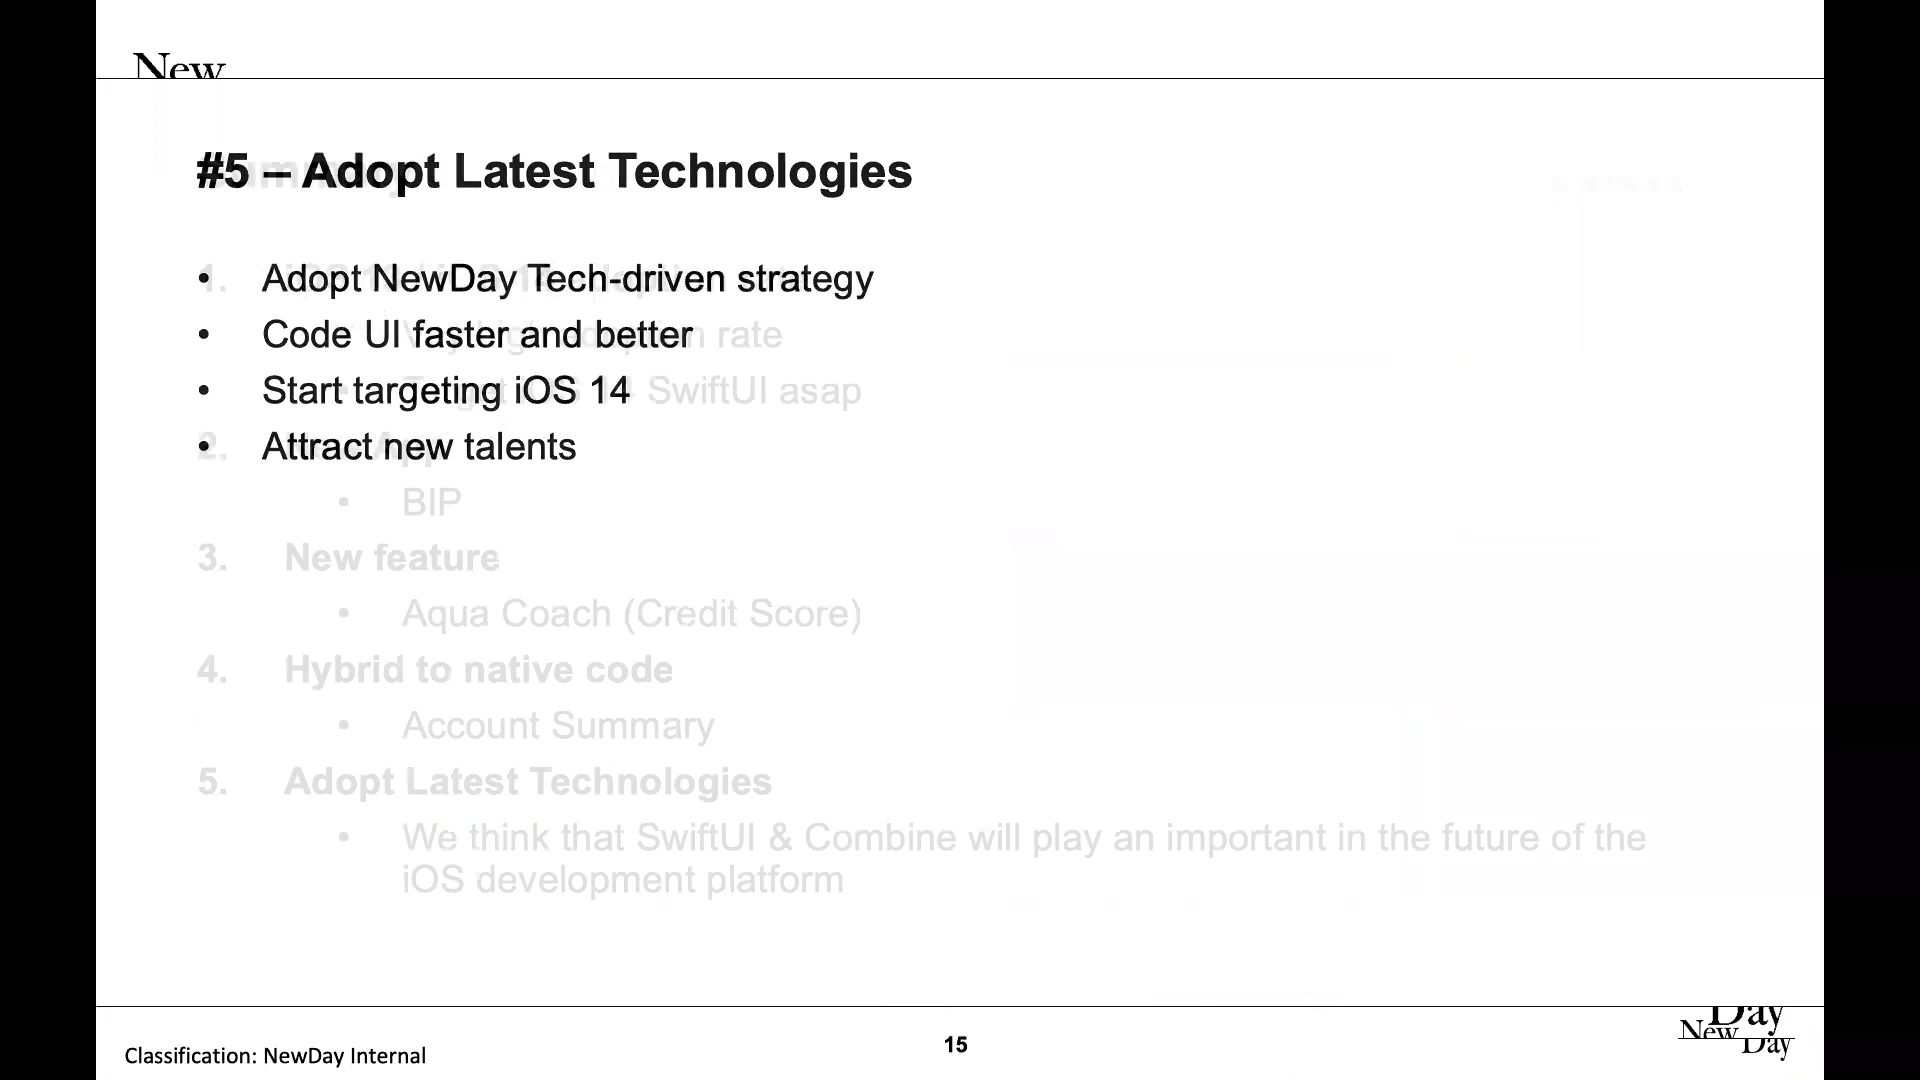 New
#5 – Adopt Latest Technologies
• Adopt NewDay Tech-driven strategy
• Code UI faster and better
• Start targeting iOS 14
• Attract new talents
rate
SwiftUI asap
2.
• BIP
3. New feature
• Aqua Coach (Credit Score)
4. Hybrid to native code
• Account Summary
5. Adopt Latest Technologies
• We think that SwiftUI & Combine will play an important in the future of the
iOS development platform
Classification: NewDay Internal
15
Day
New
Day